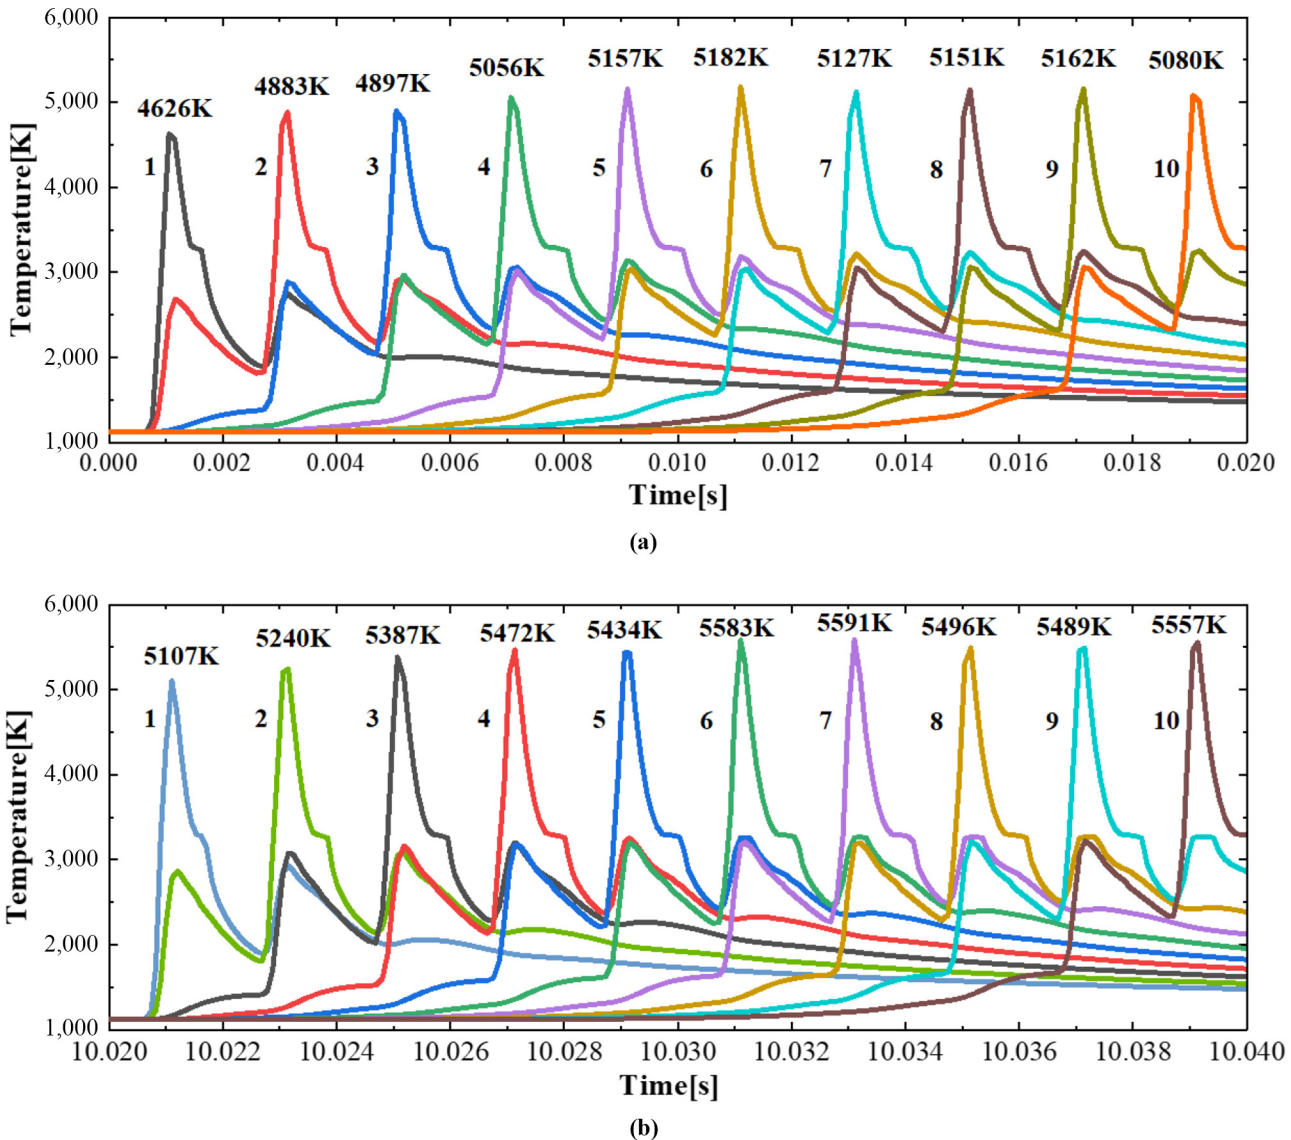 6,000
5,000
4,000
3,000
2,000
1,000
Temperature[K]
4626K 4883K 4897K 5056K 5157K 5182K 5127K 5151K 5162K 5080K
1 2 3 4 5 6 7 8 9 10
0.000 0.002 0.004 0.006 0.008 0.010 0.012 0.014 0.016 0.018 0.020
Time[s]
(a)
6,000
5,000
4,000
3,000
2,000
1,000
Temperature[K]
5107K 5240K 5387K 5472K 5434K 5583K 5591K 5496K 5489K 5557K
1 2 3 4 5 6 7 8 9 10
10.020 10.022 10.024 10.026 10.028 10.030 10.032 10.034 10.036 10.038 10.040
Time[s]
(b)